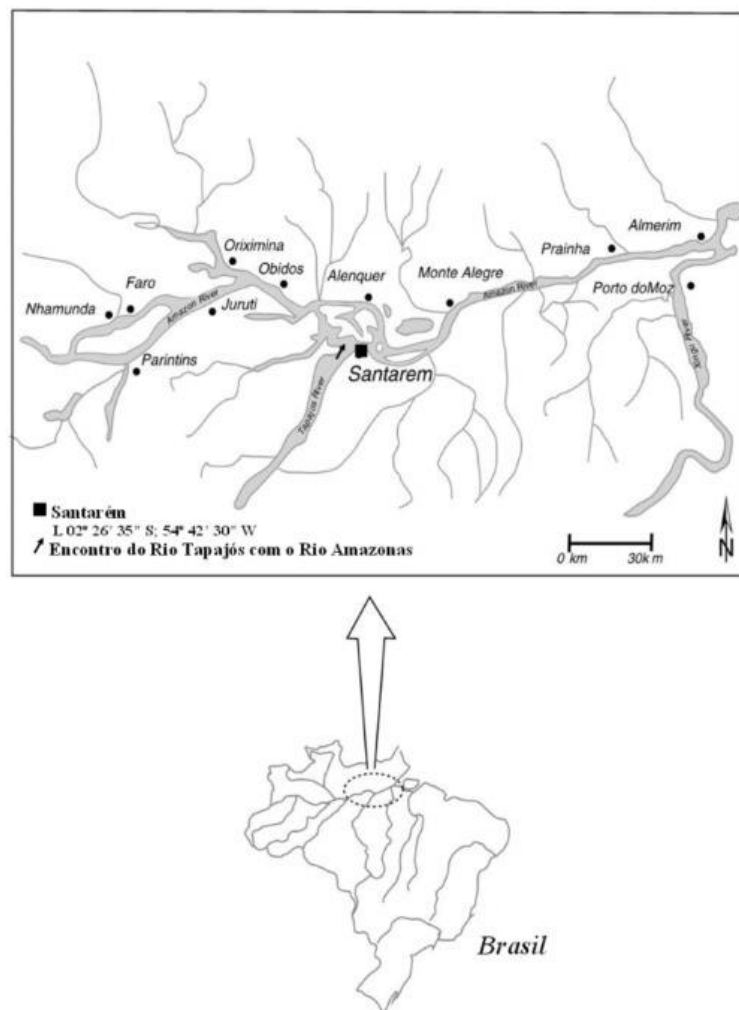 Almerim
Oriximina
Prainha
Obidos
Alenquer
Monte Alegre
Faro
Porto doMoz
Nhamunda
Amazon River
Juruti
Amazon River
Xingu River
Parintins
Santarem
Tapajos River
Santarém
L 02º 26' 35" S; 54º 42' 30" W
Encontro do Rio Tapajós com o Rio Amazonas
0 km 30k m
N
Brasil